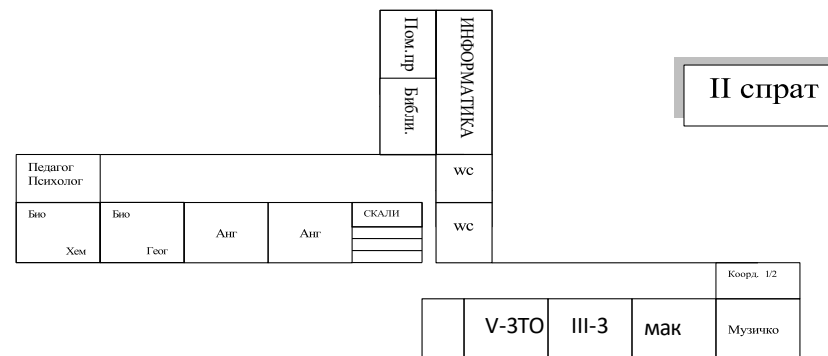 Пом.пр
ИНФОРМАТИКА
Библи.
II спрат
Педагог
Психолог
wc
Био
Хем
Био
Геог
Анг
Анг
СКАЛИ
wc
Коорд. 1/2
V-3ТО
III-3
мак
Музичко